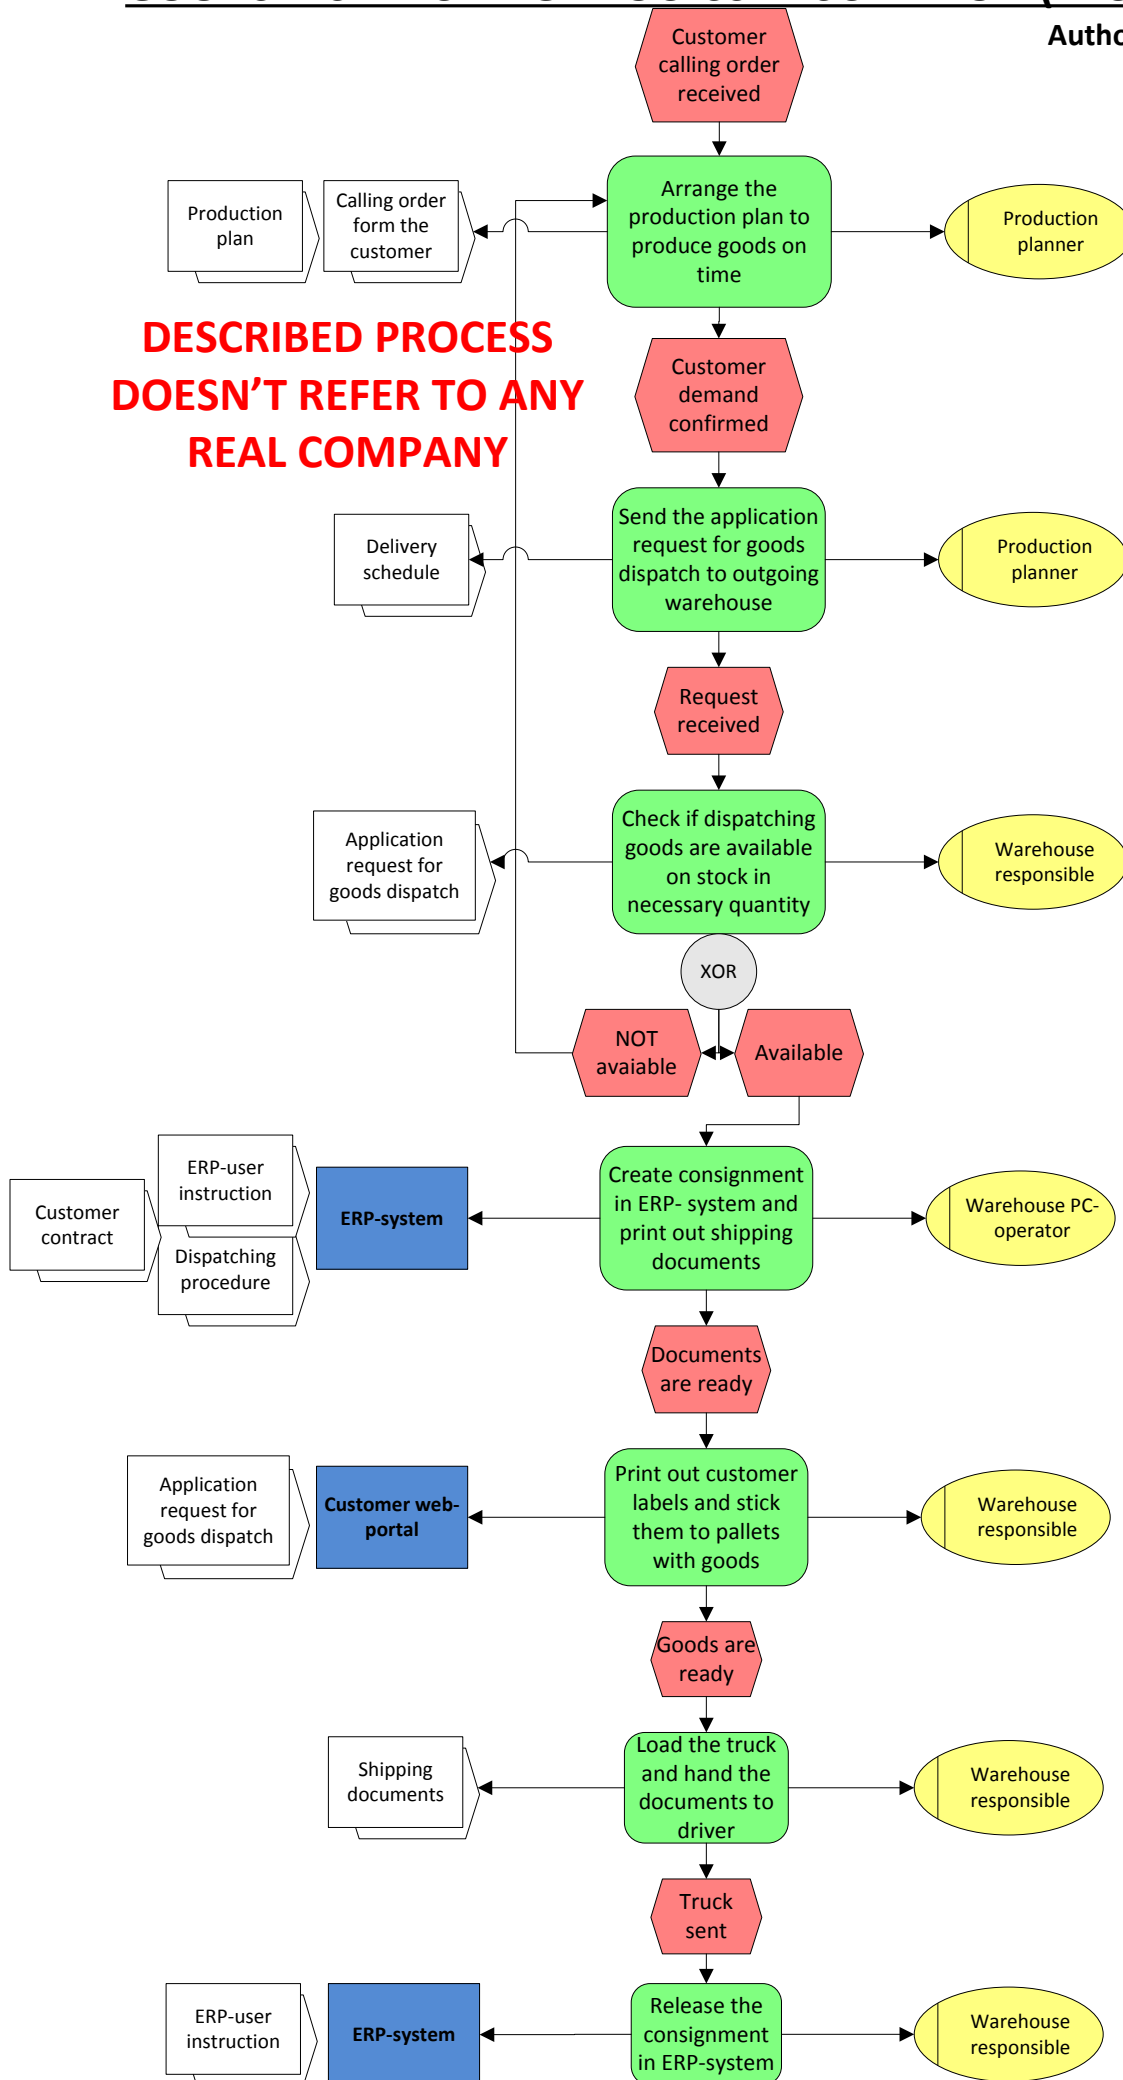 Autho
Customer
calling order
received
Production
plan
Calling order
form the
customer
Arrange the
production plan to
produce goods on
time
Production
planner
DESCRIBED PROCESS
DOESN'T REFER TO ANY
REAL COMPANY
Customer
demand
confirmed
Delivery
schedule
Send the application
request for goods
dispatch to outgoing
warehouse
Production
planner
Request
received
Application
request for
goods dispatch
Check if dispatching
goods are available
on stock in
necessary quantity
Warehouse
responsible
XOR
NOT
avaiable
Available
Customer
contract
ERP-user
instruction
Dispatching
procedure
ERP-system
Create consignment
in ERP- system and
print out shipping
documents
Warehouse PC-
operator
Documents
are ready
Application
request for
goods dispatch
Customer web-
portal
Print out customer
labels and stick
them to pallets
with goods
Warehouse
responsible
Goods are
ready
Shipping
documents
Load the truck
and hand the
documents to
driver
Warehouse
responsible
Truck
sent
ERP-user
instruction
ERP-system
Release the
consignment
in ERP-system
Warehouse
responsible